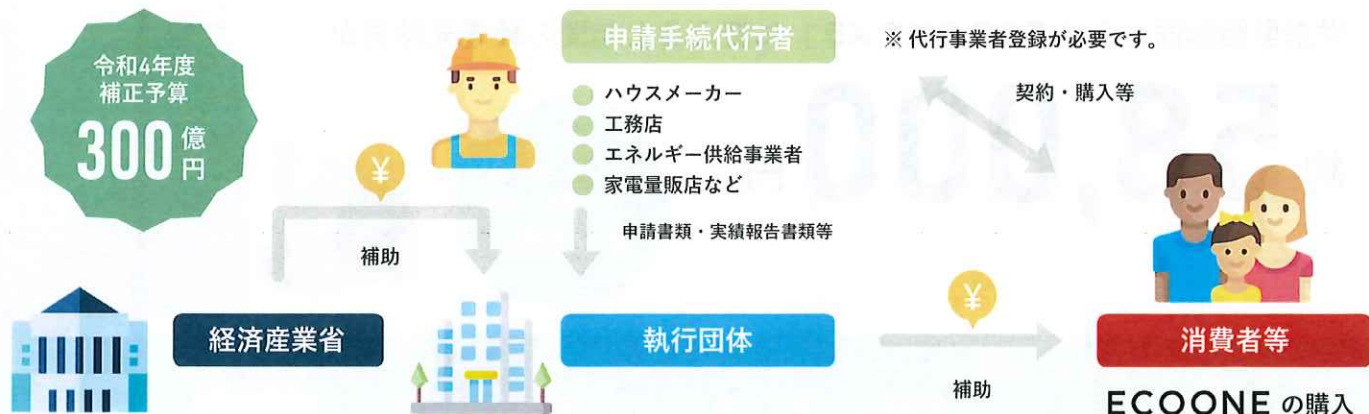 令和4年度
補正予算
300億円
申請手続代行者
※ 代行事業者登録が必要です。
ハウスメーカー
工務店
エネルギー供給事業者
家電量販店など
契約・購入等
¥
補助
申請書類・実績報告書類等
経済産業省
執行団体
¥
補助
消費者等
ECOONE の購入